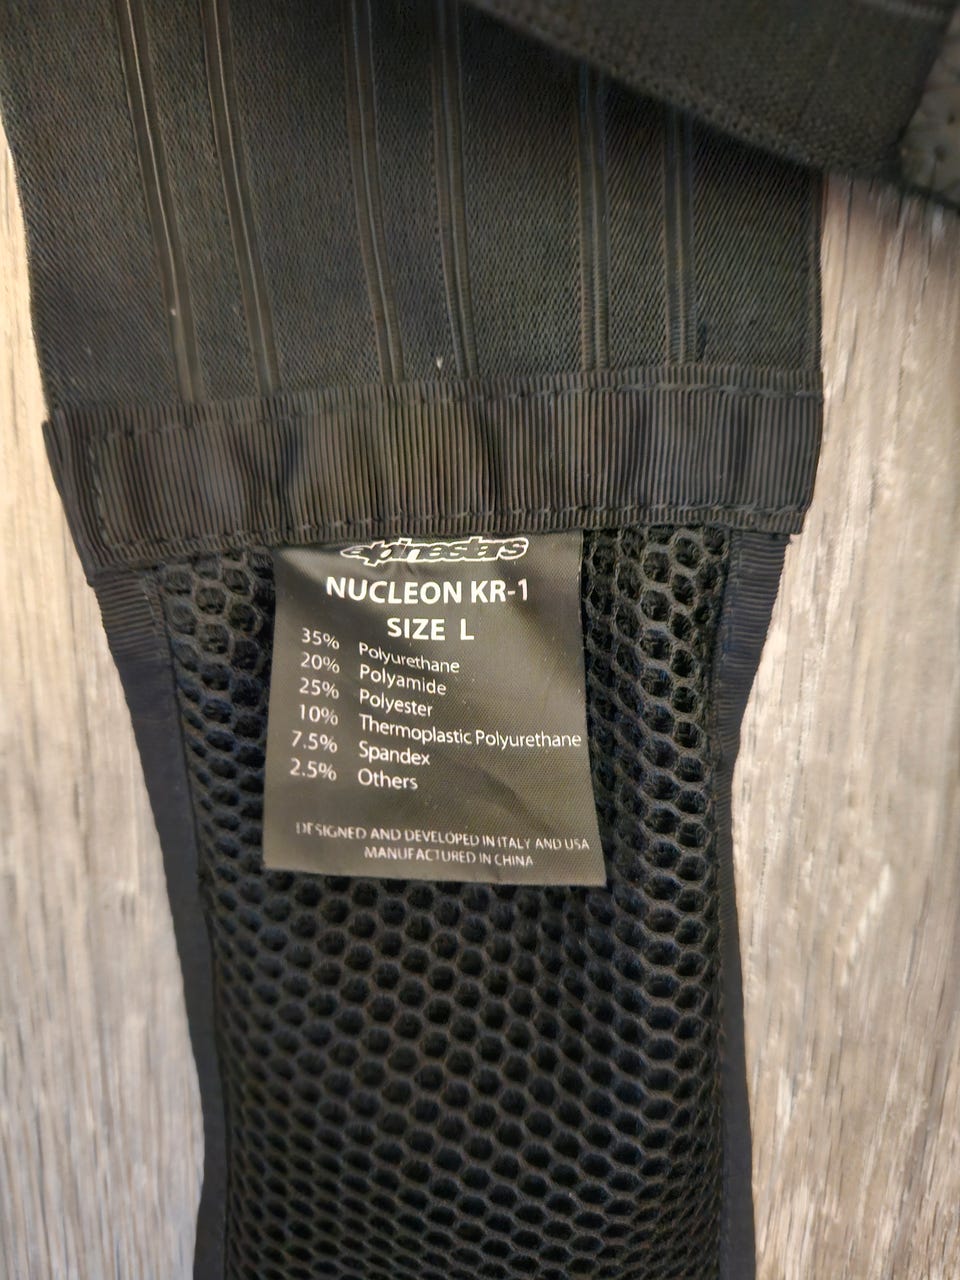 alpinestars
NUCLEON KR-1
SIZE L
35% Polyurethane
20% Polyamide
25% Polyester
10% Thermoplastic Polyurethane
7.5% Spandex
2.5% Others
DESIGNED AND DEVELOPED IN ITALY AND USA
MANUFACTURED IN CHINA